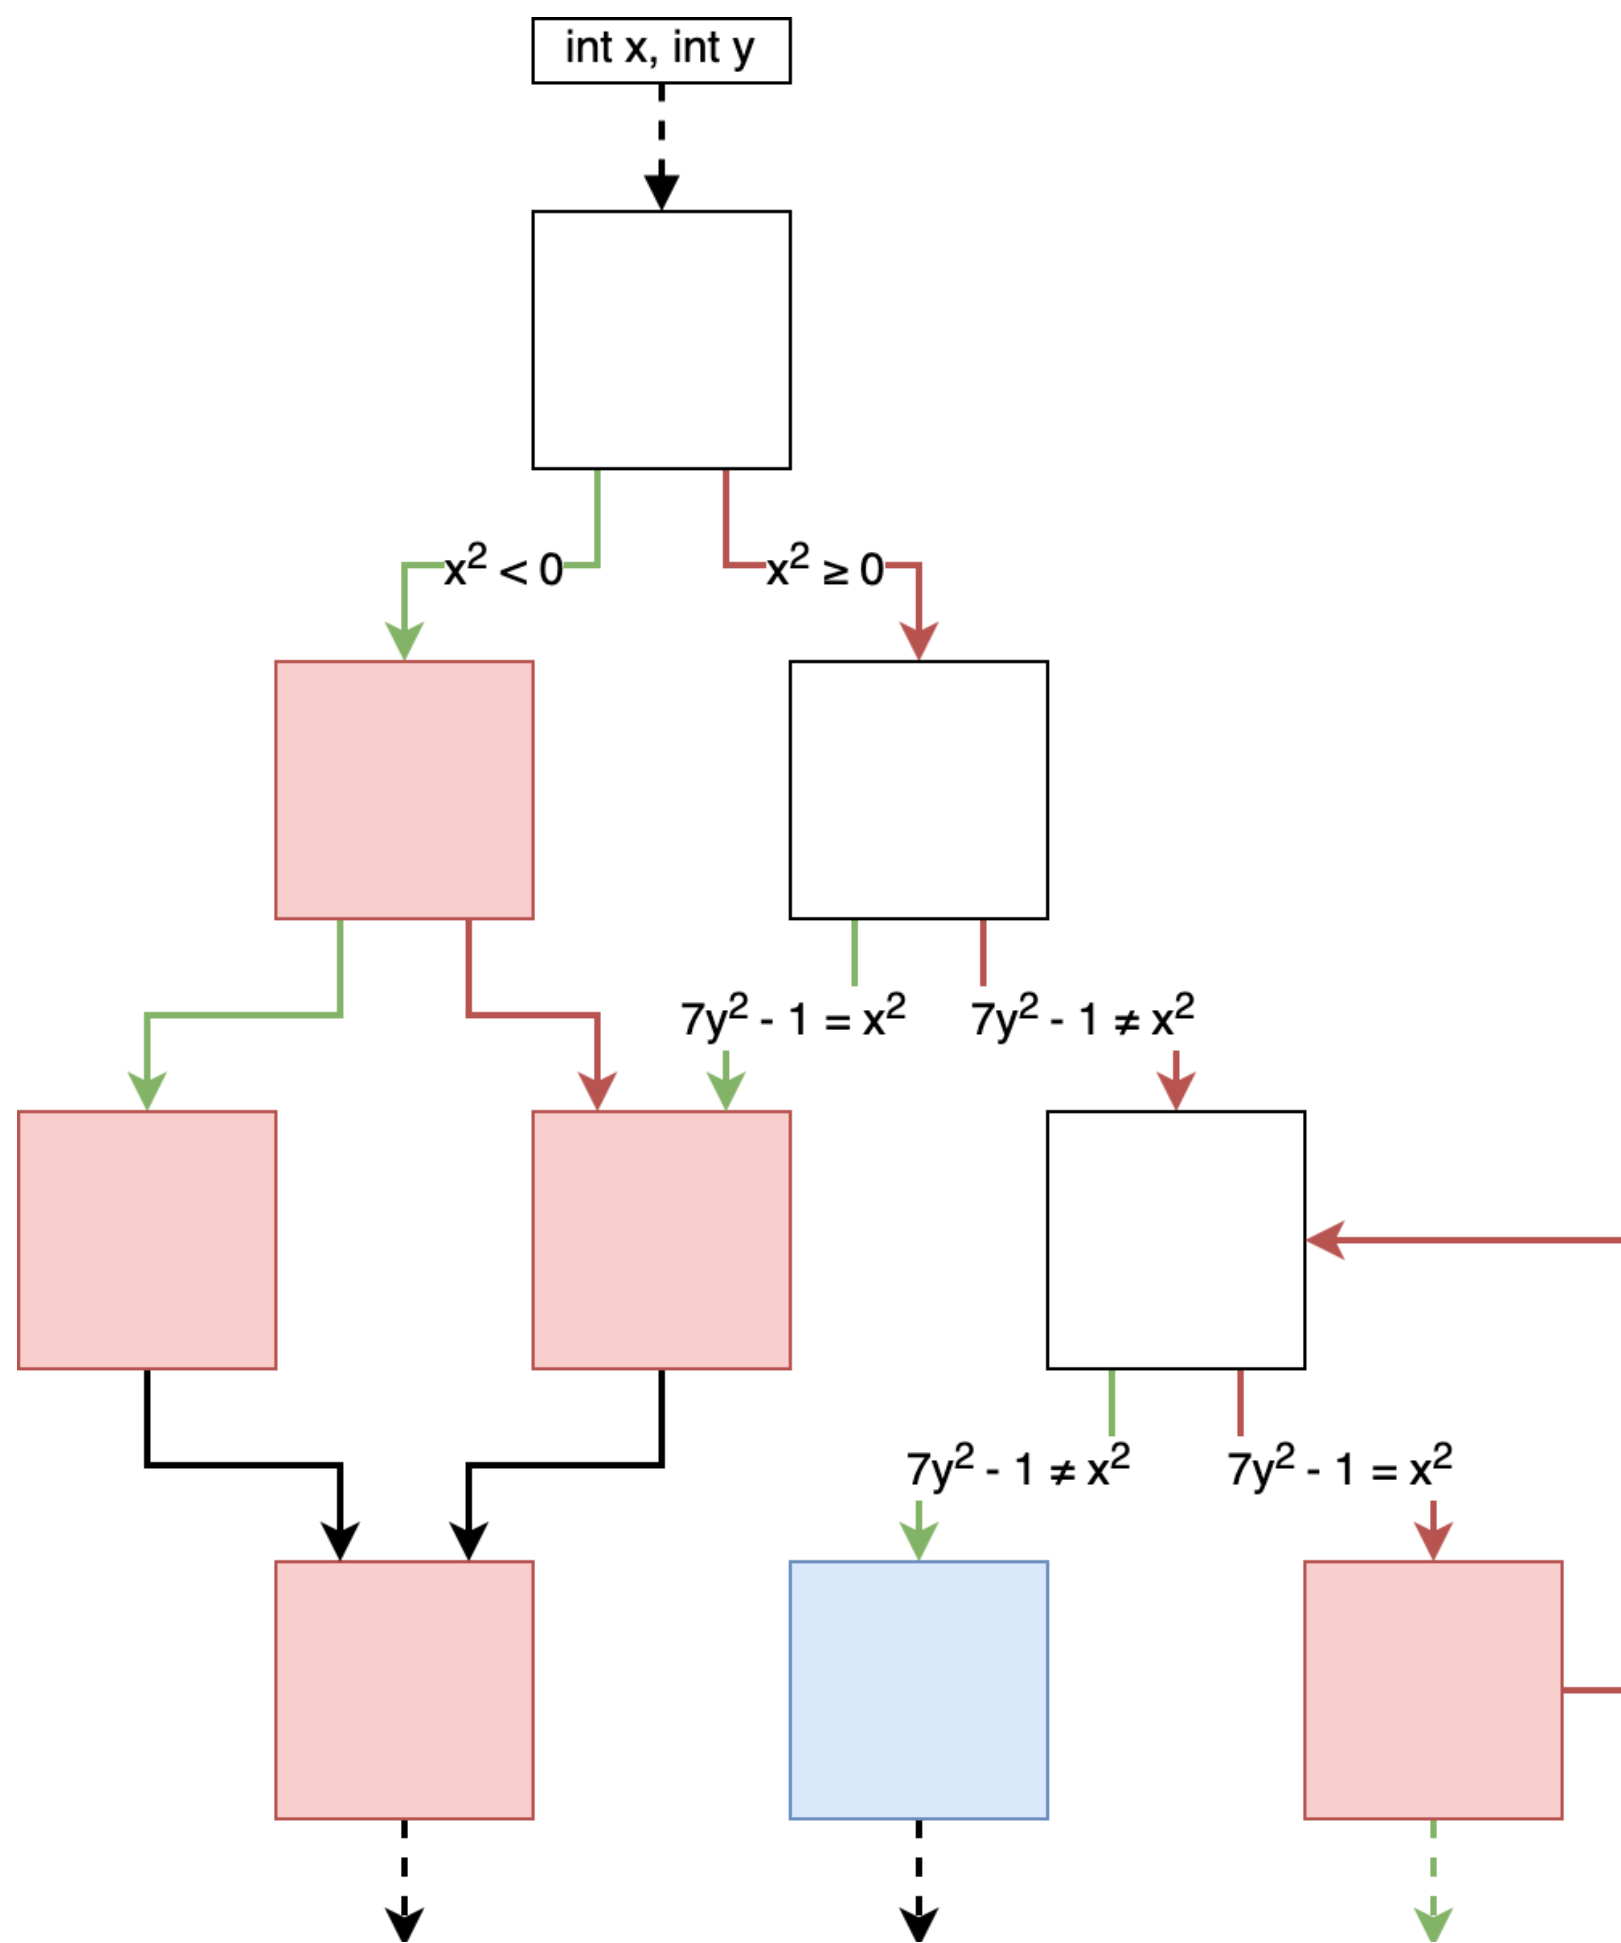 int x, int y
x² < 0
x² ≥ 0
7y² - 1 = x²
7y² - 1 ≠ x²
7y² - 1 ≠ x²
7y² - 1 = x²